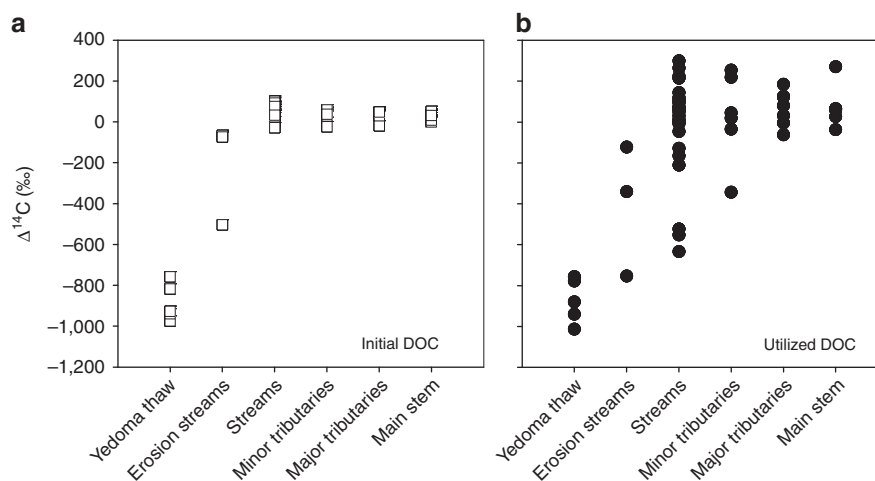 a
b
400
200
0
−200
−400
−600
−800
−1,000
−1,200
Δ¹⁴C (‰)
Initial DOC
Utilized DOC
Yedoma thaw
Erosion streams
Streams
Minor tributaries
Major tributaries
Main stem
Yedoma thaw
Erosion streams
Streams
Minor tributaries
Major tributaries
Main stem